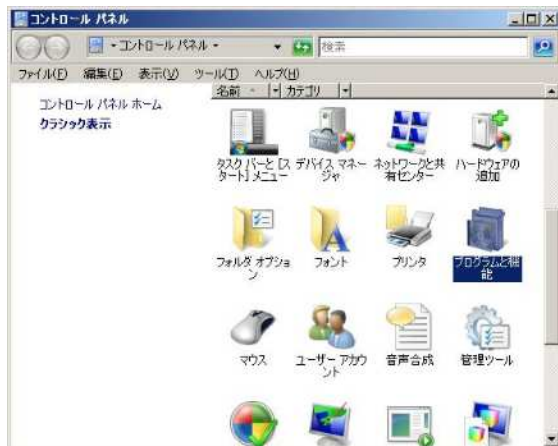 コントロール パネル
コントロール パネル
検索
ファイル(F) 編集(E) 表示(V) ツール(T) ヘルプ(H)
コントロール パネル ホーム
クラシック表示
名前 カテゴリ
タスク バーと [ス
タート] メニュー
デバイス マネー
ジャ
ネットワークと共
有センター
ハードウェアの
追加
フォルダ オプショ
ン
フォント
プリンタ
プログラムと機
能
マウス
ユーザー アカウ
ント
音声合成
管理ツール